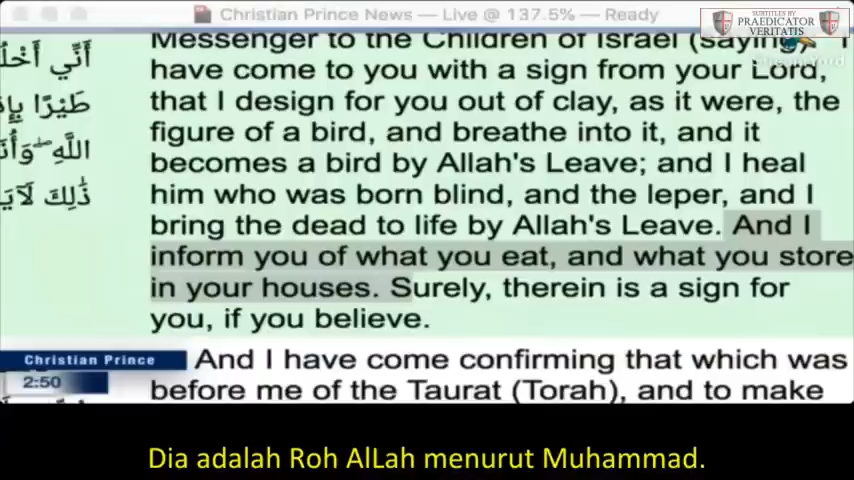 Christian Prince News — Live @ 137.5% — Ready
SUBTITLES BY
PRAEDICATOR
VERITATIS
Messenger to the Children of Israel (saying): "I
have come to you with a sign from your Lord,
that I design for you out of clay, as it were, the
figure of a bird, and breathe into it, and it
becomes a bird by Allah's Leave; and I heal
him who was born blind, and the leper, and I
bring the dead to life by Allah's Leave. And I
inform you of what you eat, and what you store
in your houses. Surely, therein is a sign for
you, if you believe.
أَنِّي أَخْلُ
طَيْرًا بِإِذْ
اللَّهِ ۖ وَأُنَ
ذَٰلِكَ لَآيَ
Christian Prince
2:50
And I have come confirming that which was
before me of the Taurat (Torah), and to make
Dia adalah Roh AlLah menurut Muhammad.